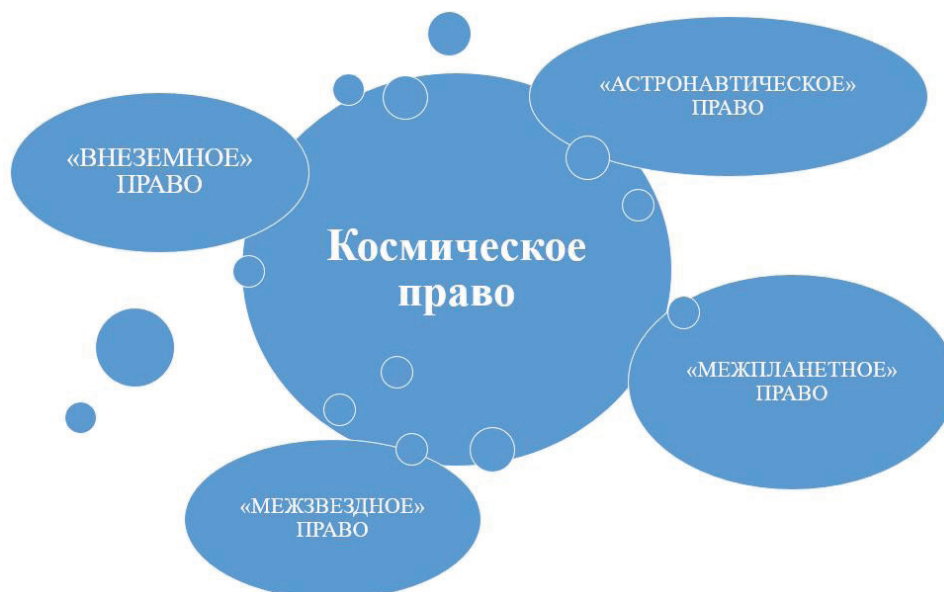 «АСТРОНАВТИЧЕСКОЕ»
ПРАВО
«ВНЕЗЕМНОЕ»
ПРАВО
Космическое
право
«МЕЖПЛАНЕТНОЕ»
ПРАВО
«МЕЖЗВЕЗДНОЕ»
ПРАВО